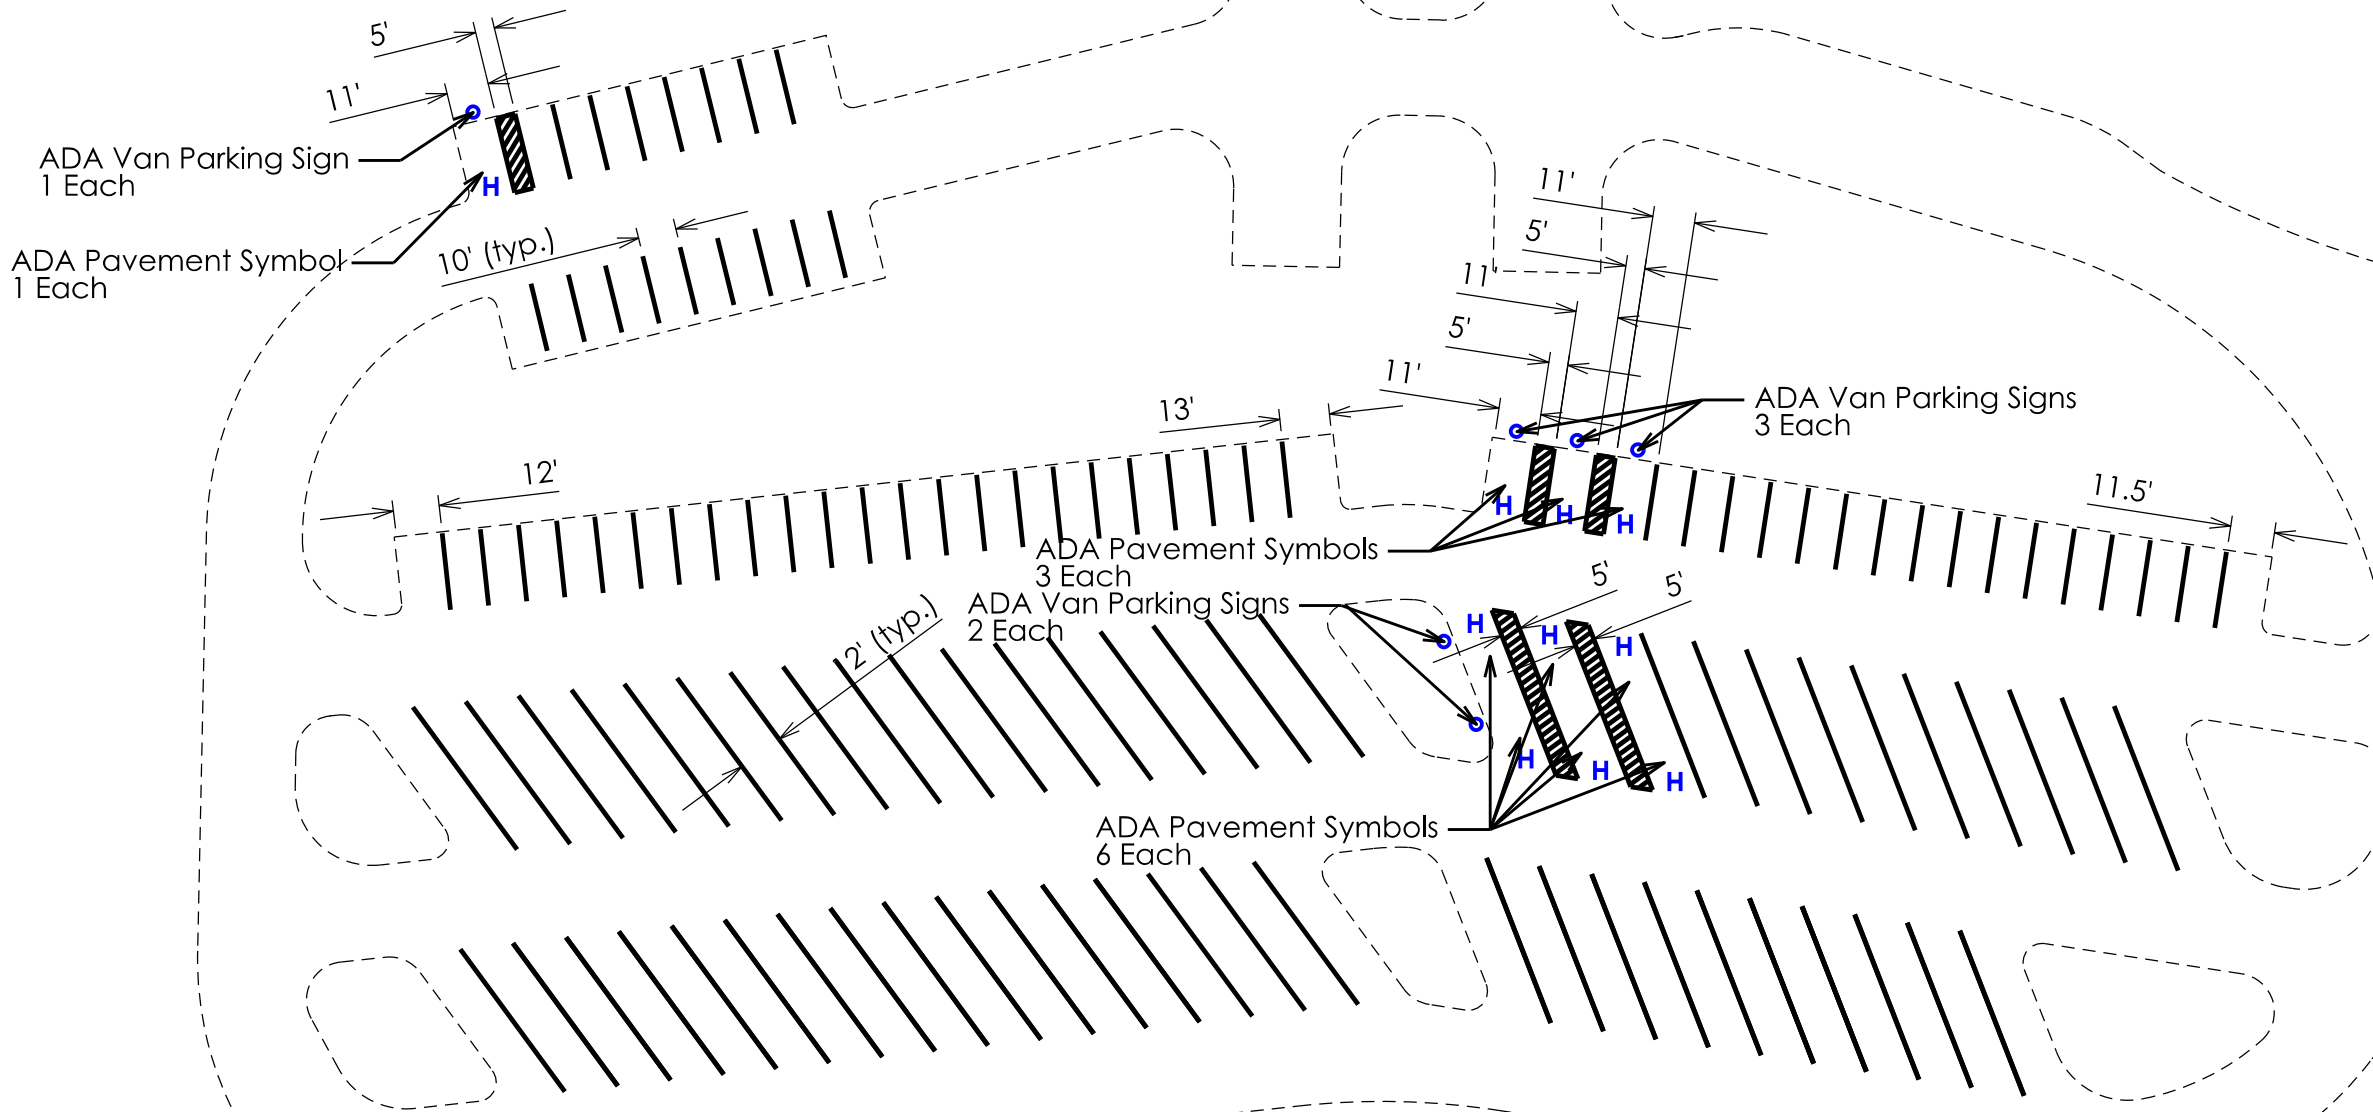 5'
11'
ADA Van Parking Sign
1 Each
H
ADA Pavement Symbol
1 Each
10' (typ.)
11'
5'
11'
5'
11'
13'
12'
ADA Van Parking Signs
3 Each
11.5'
H
H
H
ADA Pavement Symbols
3 Each
ADA Van Parking Signs
2 Each
5'
5'
2' (typ.)
H
H
H
H
H
H
ADA Pavement Symbols
6 Each